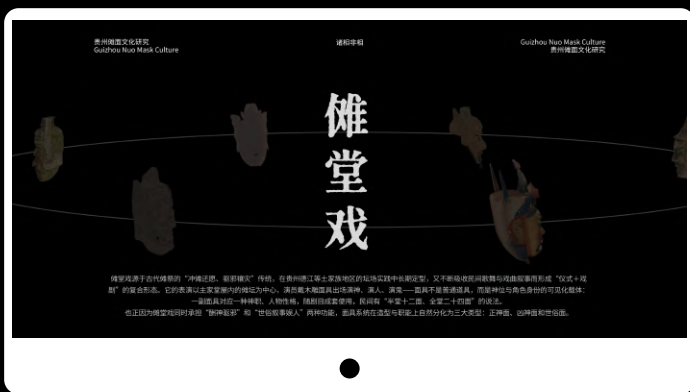 贵州傩面文化研究
Guizhou Nuo Mask Culture
诸相非相
Guizhou Nuo Mask Culture
贵州傩面文化研究
傩堂戏
傩堂戏源于古代傩祭的“冲傩还愿、驱邪禳灾”传统，在贵州德江等土家族地区的坛场实践中长期定型，又不断吸收民间歌舞与戏曲叙事而形成“仪式＋戏
剧”的复合形态。它的表演以主家堂屋内的傩坛为中心，演员戴木雕面具出场演神、演人、演鬼——面具不是普通道具，而是神位与角色身份的可见化载体：
一副面具对应一种神职、人物性格，随剧目成套使用，民间有“半堂十二面、全堂二十四面”的说法。
也正因为傩堂戏同时承担“酬神驱邪”和“世俗叙事娱人”两种功能，面具系统在造型与职能上自然分化为三大类型：正神面、凶神面和世俗面。